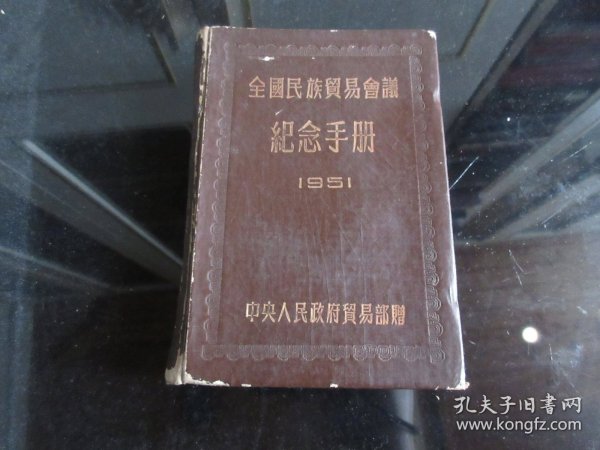 全國民族貿易會議
紀念手册
1951
中央人民政府貿易部贈
孔夫子旧书网
www.kongfz.com